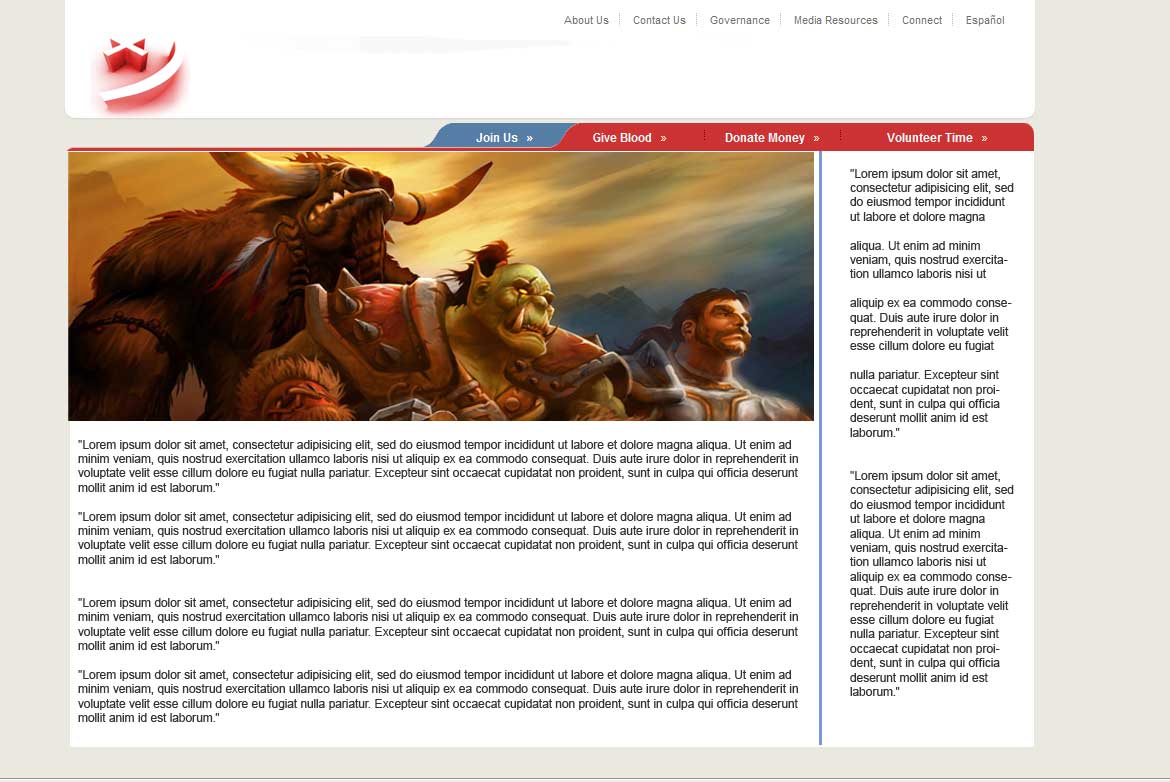 About Us
Contact Us
Governance
Media Resources
Connect
Español
Join Us »
Give Blood »
Donate Money »
Volunteer Time »
"Lorem ipsum dolor sit amet, consectetur adipisicing elit, sed do eiusmod tempor incididunt ut labore et dolore magna aliqua. Ut enim ad
minim veniam, quis nostrud exercitation ullamco laboris nisi ut aliquip ex ea commodo consequat. Duis aute irure dolor in reprehenderit in
voluptate velit esse cillum dolore eu fugiat nulla pariatur. Excepteur sint occaecat cupidatat non proident, sunt in culpa qui officia deserunt
mollit anim id est laborum."
"Lorem ipsum dolor sit amet, consectetur adipisicing elit, sed do eiusmod tempor incididunt ut labore et dolore magna aliqua. Ut enim ad
minim veniam, quis nostrud exercitation ullamco laboris nisi ut aliquip ex ea commodo consequat. Duis aute irure dolor in reprehenderit in
voluptate velit esse cillum dolore eu fugiat nulla pariatur. Excepteur sint occaecat cupidatat non proident, sunt in culpa qui officia deserunt
mollit anim id est laborum."
"Lorem ipsum dolor sit amet, consectetur adipisicing elit, sed do eiusmod tempor incididunt ut labore et dolore magna aliqua. Ut enim ad
minim veniam, quis nostrud exercitation ullamco laboris nisi ut aliquip ex ea commodo consequat. Duis aute irure dolor in reprehenderit in
voluptate velit esse cillum dolore eu fugiat nulla pariatur. Excepteur sint occaecat cupidatat non proident, sunt in culpa qui officia deserunt
mollit anim id est laborum."
"Lorem ipsum dolor sit amet, consectetur adipisicing elit, sed do eiusmod tempor incididunt ut labore et dolore magna aliqua. Ut enim ad
minim veniam, quis nostrud exercitation ullamco laboris nisi ut aliquip ex ea commodo consequat. Duis aute irure dolor in reprehenderit in
voluptate velit esse cillum dolore eu fugiat nulla pariatur. Excepteur sint occaecat cupidatat non proident, sunt in culpa qui officia deserunt
mollit anim id est laborum."
"Lorem ipsum dolor sit amet,
consectetur adipisicing elit, sed
do eiusmod tempor incididunt
ut labore et dolore magna
aliqua. Ut enim ad minim
veniam, quis nostrud exercita-
tion ullamco laboris nisi ut
aliquip ex ea commodo conse-
quat. Duis aute irure dolor in
reprehenderit in voluptate velit
esse cillum dolore eu fugiat
nulla pariatur. Excepteur sint
occaecat cupidatat non proi-
dent, sunt in culpa qui officia
deserunt mollit anim id est
laborum."
"Lorem ipsum dolor sit amet,
consectetur adipisicing elit, sed
do eiusmod tempor incididunt
ut labore et dolore magna
aliqua. Ut enim ad minim
veniam, quis nostrud exercita-
tion ullamco laboris nisi ut
aliquip ex ea commodo conse-
quat. Duis aute irure dolor in
reprehenderit in voluptate velit
esse cillum dolore eu fugiat
nulla pariatur. Excepteur sint
occaecat cupidatat non proi-
dent, sunt in culpa qui officia
deserunt mollit anim id est
laborum."